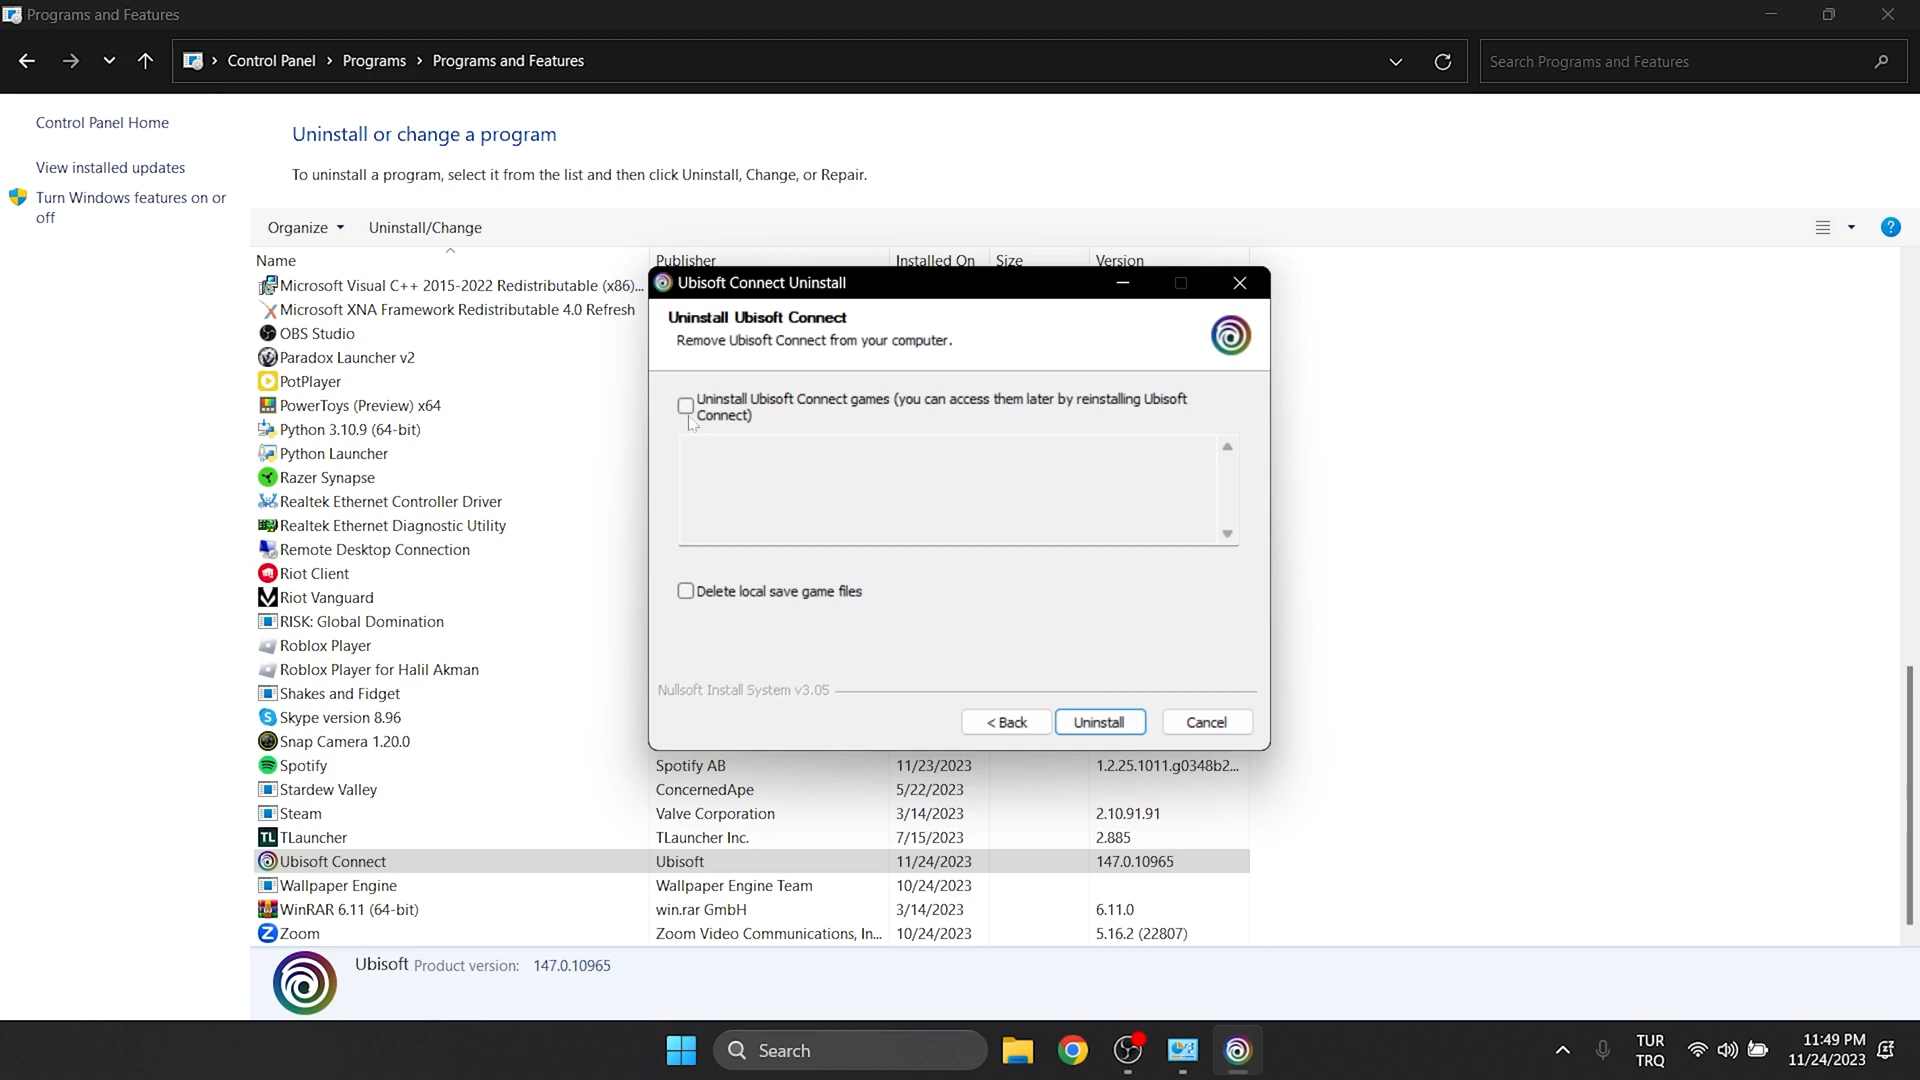 Programs and Features
Control Panel › Programs › Programs and Features
Search Programs and Features
Control Panel Home
View installed updates
Turn Windows features on or
off
Uninstall or change a program
To uninstall a program, select it from the list and then click Uninstall, Change, or Repair.
Organize Uninstall/Change
Name Publisher Installed On Size Version
Microsoft Visual C++ 2015-2022 Redistributable (x86)...
Microsoft XNA Framework Redistributable 4.0 Refresh
OBS Studio
Paradox Launcher v2
PotPlayer
PowerToys (Preview) x64
Python 3.10.9 (64-bit)
Python Launcher
Razer Synapse
Realtek Ethernet Controller Driver
Realtek Ethernet Diagnostic Utility
Remote Desktop Connection
Riot Client
Riot Vanguard
RISK: Global Domination
Roblox Player
Roblox Player for Halil Akman
Shakes and Fidget
Skype version 8.96
Snap Camera 1.20.0
Spotify Spotify AB 11/23/2023 1.2.25.1011.g0348b2...
Stardew Valley ConcernedApe 5/22/2023
Steam Valve Corporation 3/14/2023 2.10.91.91
TL TLauncher TLauncher Inc. 7/15/2023 2.885
Ubisoft Connect Ubisoft 11/24/2023 147.0.10965
Wallpaper Engine Wallpaper Engine Team 10/24/2023
WinRAR 6.11 (64-bit) win.rar GmbH 3/14/2023 6.11.0
Zoom Zoom Video Communications, In... 10/24/2023 5.16.2 (22807)
Ubisoft Connect Uninstall
Uninstall Ubisoft Connect
Remove Ubisoft Connect from your computer.
Uninstall Ubisoft Connect games (you can access them later by reinstalling Ubisoft
Connect)
Delete local save game files
Nullsoft Install System v3.05
< Back Uninstall Cancel
Ubisoft Product version: 147.0.10965
Search
TUR
TRQ
11:49 PM
11/24/2023